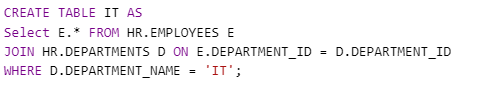 CREATE TABLE IT AS
Select E.* FROM HR.EMPLOYEES E
JOIN HR.DEPARTMENTS D ON E.DEPARTMENT_ID = D.DEPARTMENT_ID
WHERE D.DEPARTMENT_NAME = 'IT';